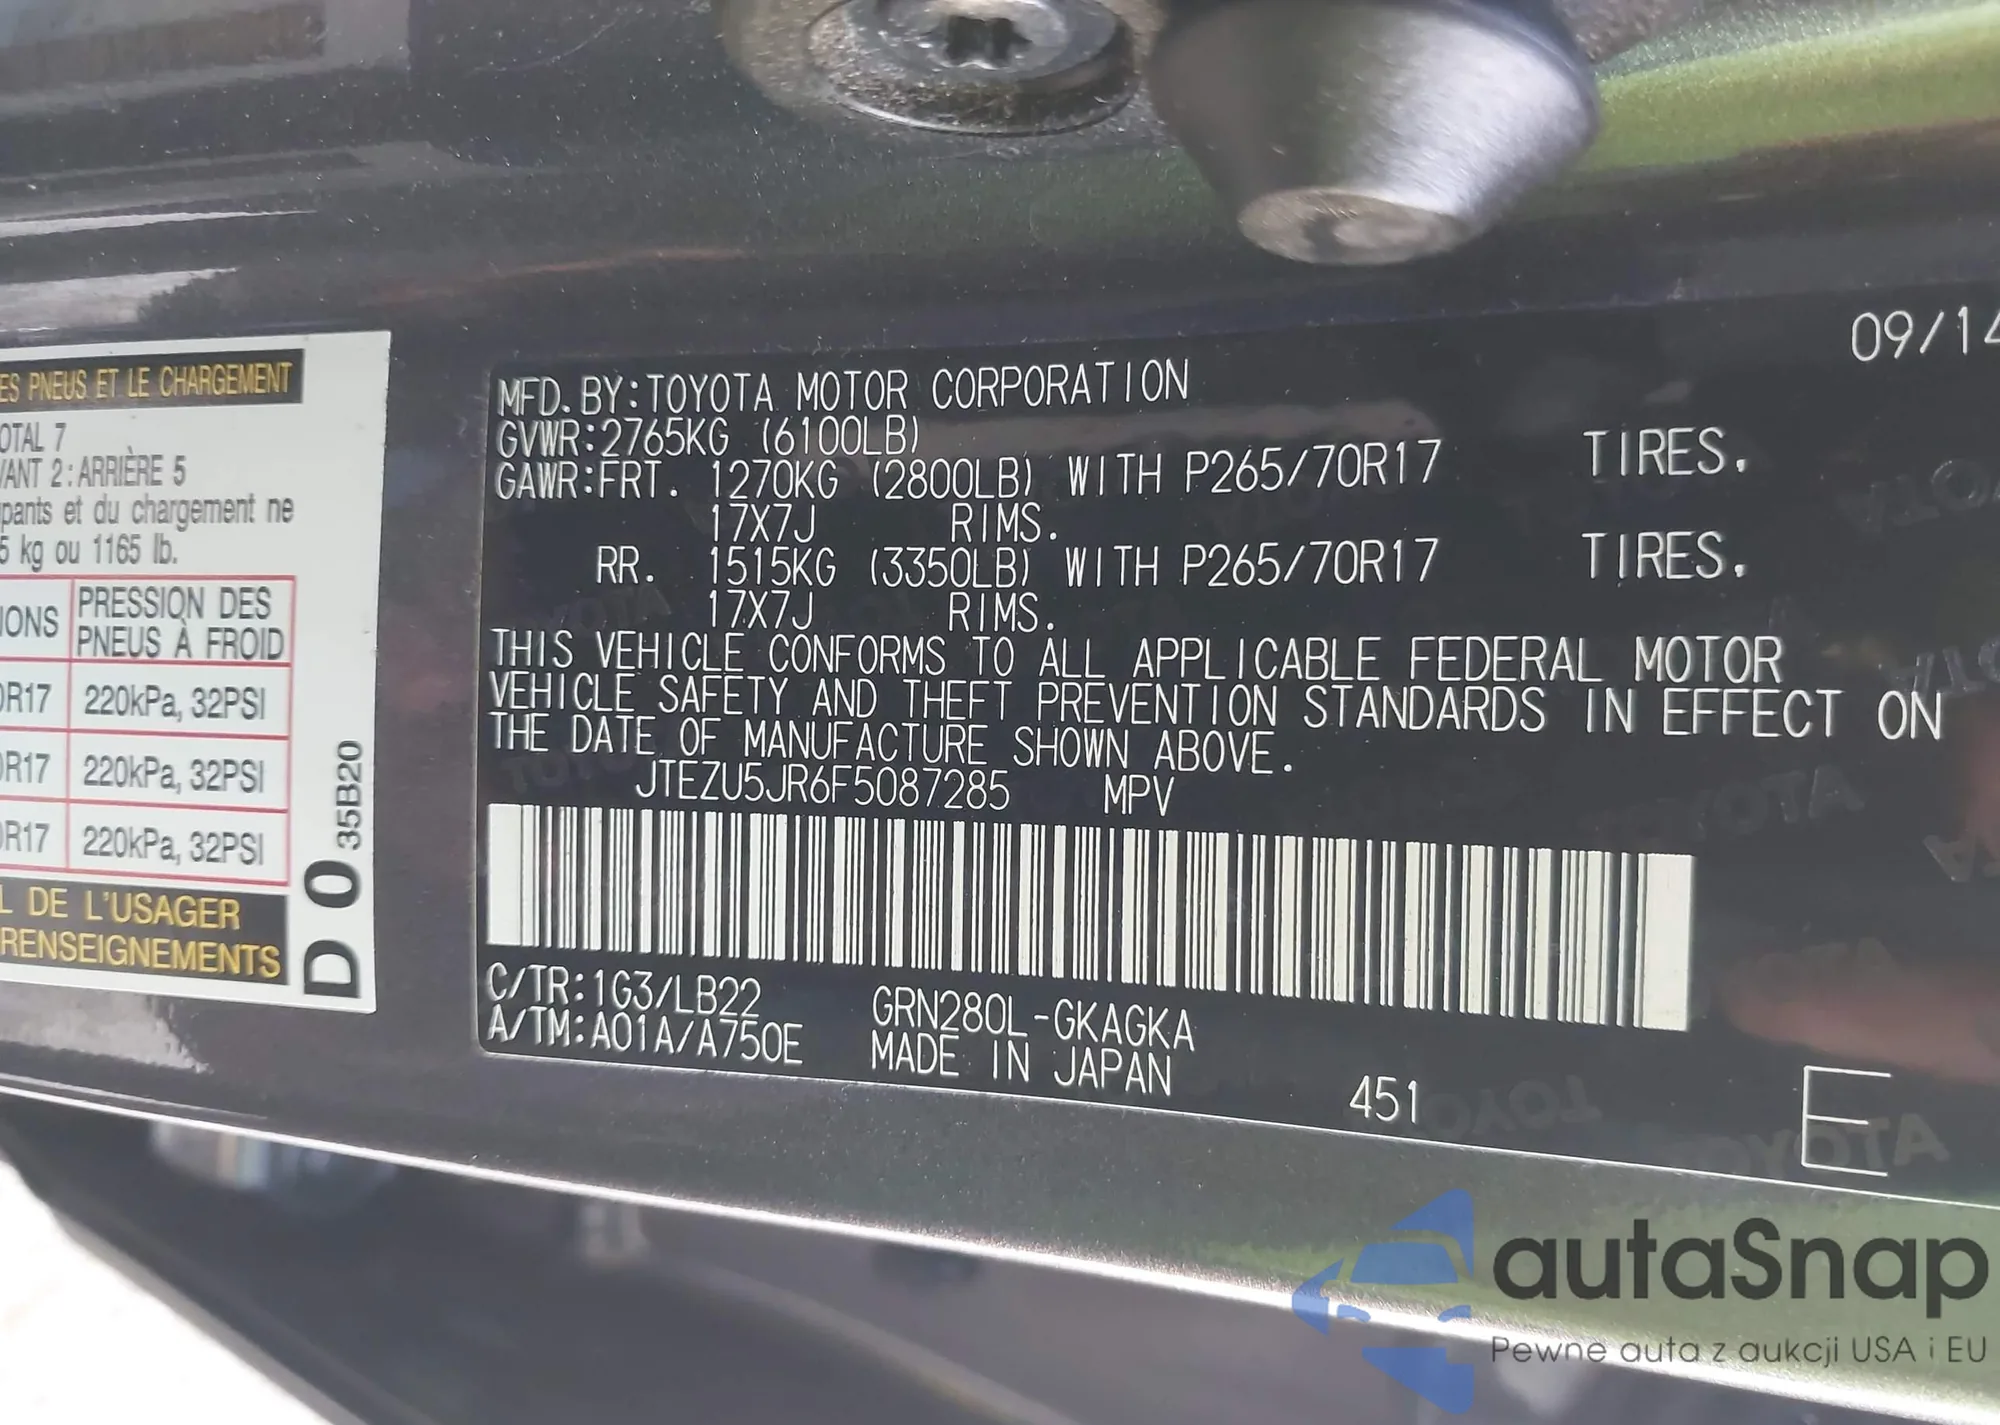 ES PNEUS ET LE CHARGEMENT
OTAL 7
VANT 2 : ARRIÈRE 5
pants et du chargement ne
5 kg ou 1165 lb.
IONS PRESSION DES
PNEUS À FROID
0R17 220kPa, 32PSI
0R17 220kPa, 32PSI
0R17 220kPa, 32PSI
L DE L'USAGER
RENSEIGNEMENTS
D 0 35B20
09/14
MFD. BY: TOYOTA MOTOR CORPORATION
GVWR: 2765KG (6100LB)
GAWR: FRT. 1270KG (2800LB) WITH P265/70R17 TIRES.
17X7J RIMS.
RR. 1515KG (3350LB) WITH P265/70R17 TIRES.
17X7J RIMS.
THIS VEHICLE CONFORMS TO ALL APPLICABLE FEDERAL MOTOR
VEHICLE SAFETY AND THEFT PREVENTION STANDARDS IN EFFECT ON
THE DATE OF MANUFACTURE SHOWN ABOVE.
JTEZU5JR6F5087285 MPV
C/TR: 1G3/LB22 GRN280L-GKAGKA
A/TM: A01A/A750E MADE IN JAPAN
451 E
autaSnap
Pewne auta z aukcji USA i EU